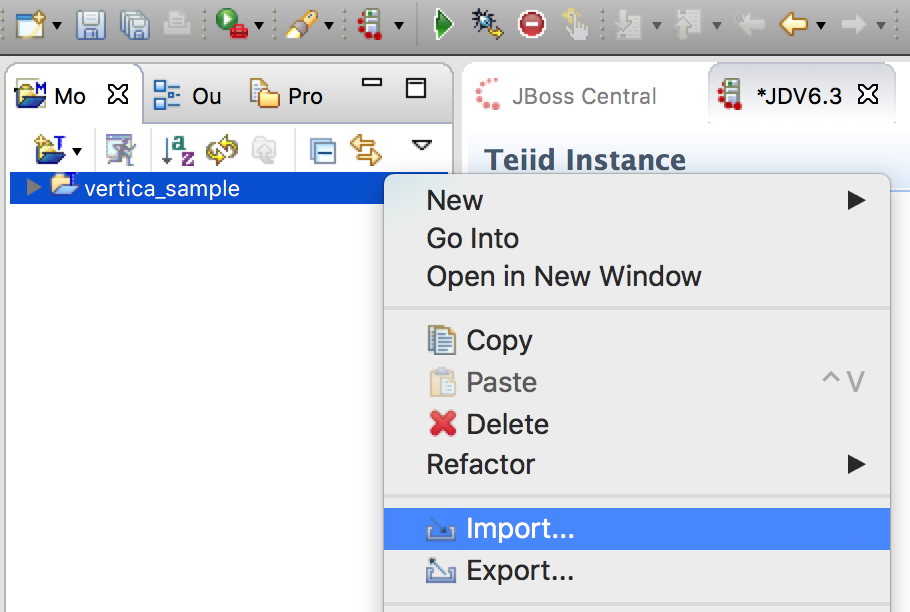 Mo Ou Pro
JBoss Central *JDV6.3
Teiid Instance
vertica_sample
New
Go Into
Open in New Window
Copy
Paste ^V
Delete
Refactor
Import...
Export...